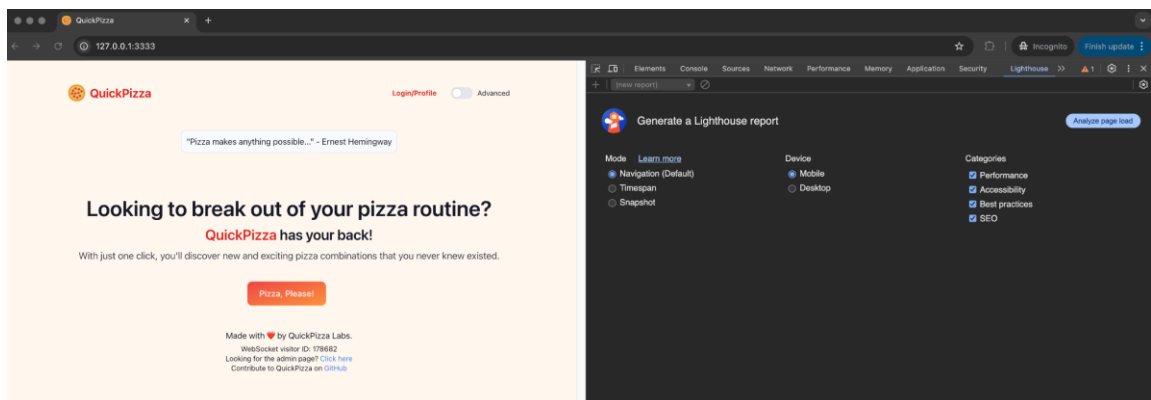 QuickPizza
127.0.0.1:3333
Incognito
Finish update
QuickPizza
Login/Profile
Advanced
"Pizza makes anything possible..." - Ernest Hemingway
Looking to break out of your pizza routine?
QuickPizza has your back!
With just one click, you'll discover new and exciting pizza combinations that you never knew existed.
Pizza, Please!
Made with ❤️ by QuickPizza Labs.
WebSocket visitor ID: 178682
Looking for the admin page? Click here
Contribute to QuickPizza on GitHub
Elements Console Sources Network Performance Memory Application Security Lighthouse 1
(new report)
Generate a Lighthouse report
Analyze page load
Mode Learn more
Navigation (Default)
Timespan
Snapshot
Device
Mobile
Desktop
Categories
Performance
Accessibility
Best practices
SEO